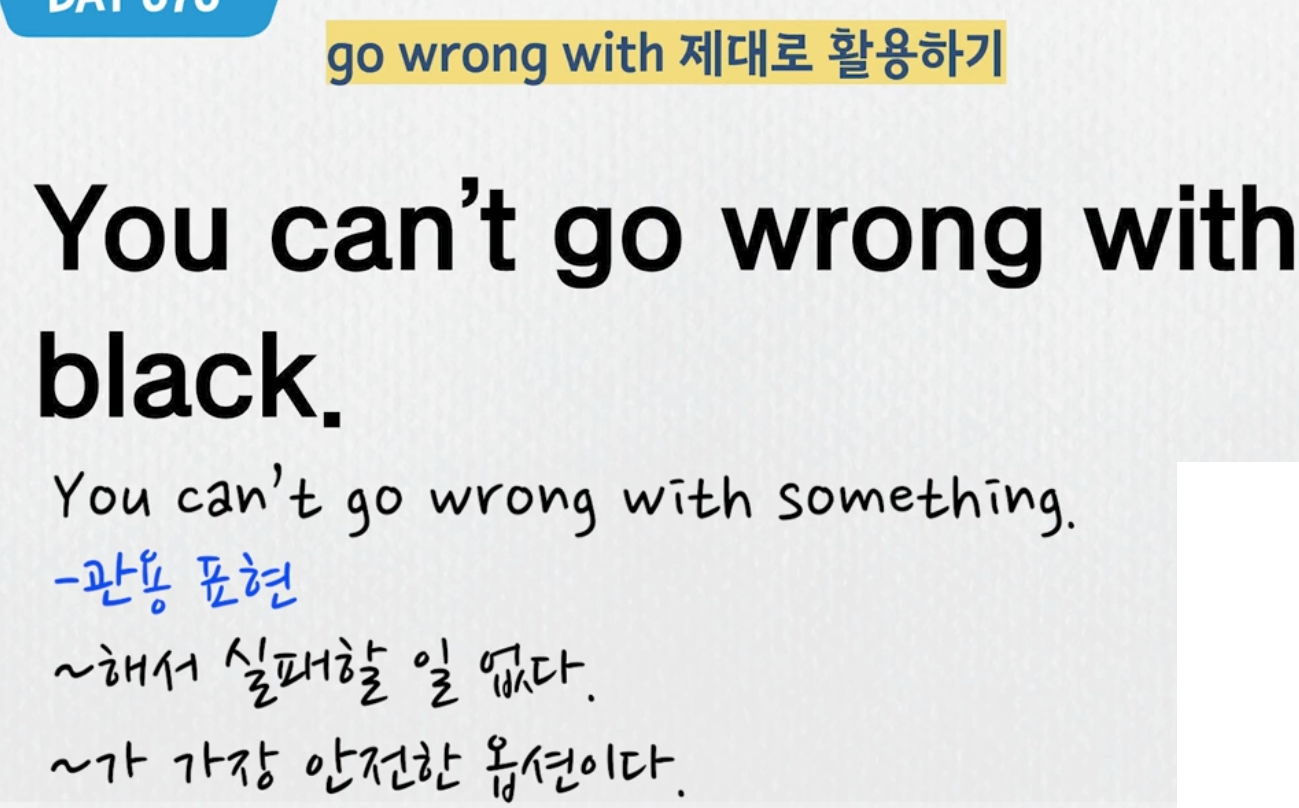 DAY 070
go wrong with 제대로 활용하기
You can't go wrong with
black.
You can't go wrong with something.
-관용 표현
~해서 실패할 일 없다.
~가 가장 안전한 옵션이다.